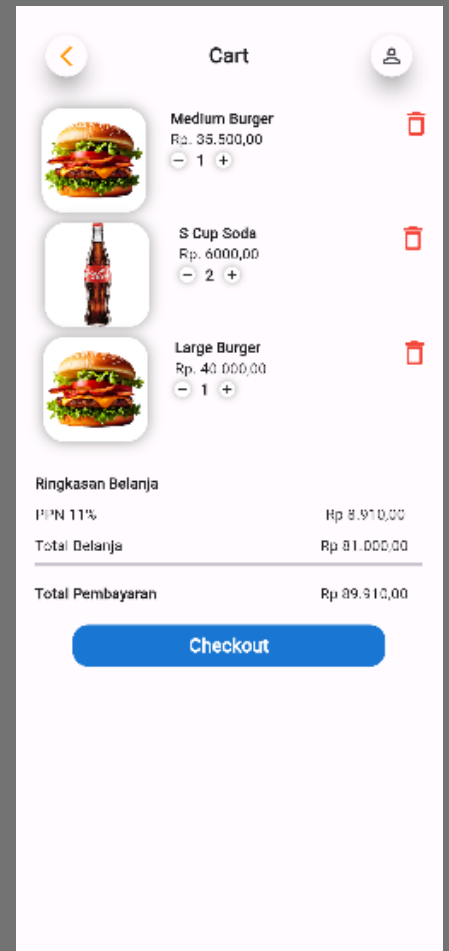 Cart
Medium Burger
Rp. 35.500,00
1
S Cup Soda
Rp. 6000,00
2
Large Burger
Rp. 40.000,00
1
Ringkasan Belanja
PPN 11% Rp 8.910,00
Total Belanja Rp 81.000,00
Total Pembayaran Rp 89.910,00
Checkout